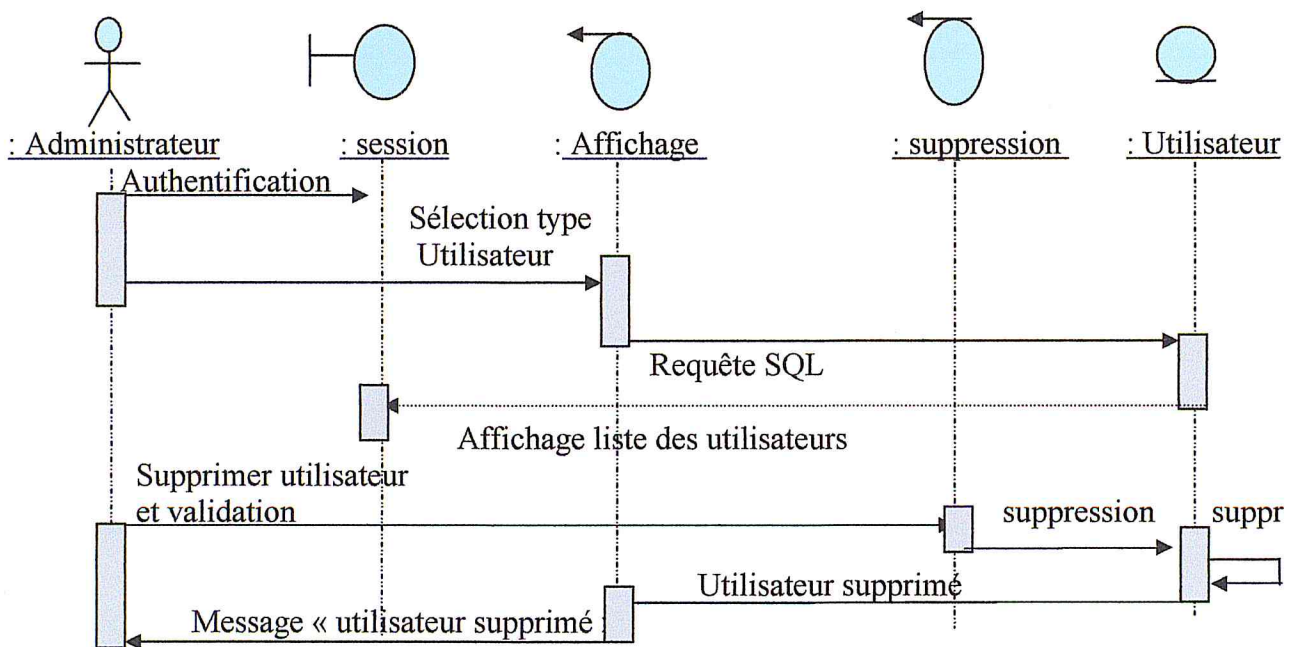 : Administrateur
: session
: Affichage
: suppression
: Utilisateur
Authentification
Sélection type
Utilisateur
Requête SQL
Affichage liste des utilisateurs
Supprimer utilisateur
et validation
suppression
suppr
Utilisateur supprimé
Message « utilisateur supprimé